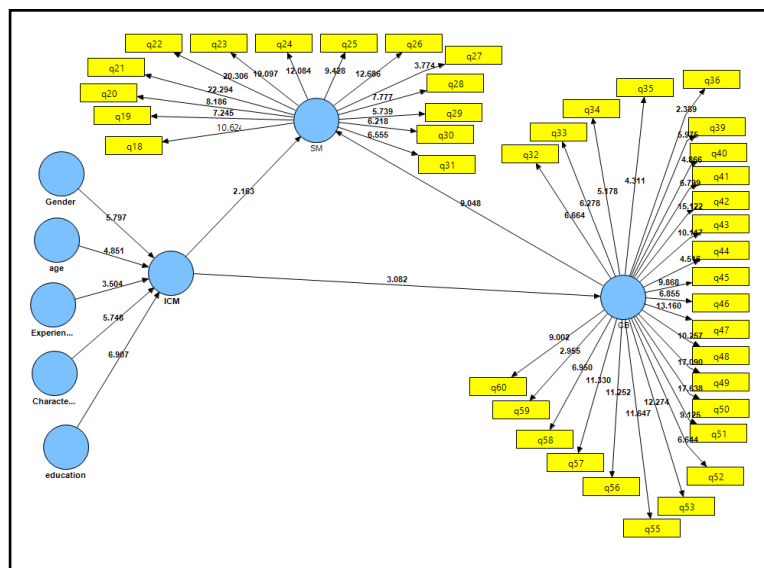 q22
q23
q24
q25
q26
q27
q21
q20
q19
q18
q28
q29
q30
q31
20.306
19.097
12.084
9.428
12.686
3.774
22.294
8.186
7.245
10.624
7.777
5.739
6.218
6.555
SM
q32
q33
q34
q35
q36
q39
q40
q41
q42
q43
q44
q45
q46
q47
q48
q49
q50
q51
q52
q53
q55
q56
q57
q58
q59
q60
6.664
6.278
5.178
4.311
2.389
4.866
6.799
15.122
10.117
9.868
6.855
13.160
10.257
17.090
17.638
9.125
6.644
12.274
11.647
11.252
11.330
6.950
2.955
9.002
CB
Gender
age
Experien...
Characte...
education
5.797
4.851
3.504
5.748
6.907
ICM
2.163
9.048
3.082